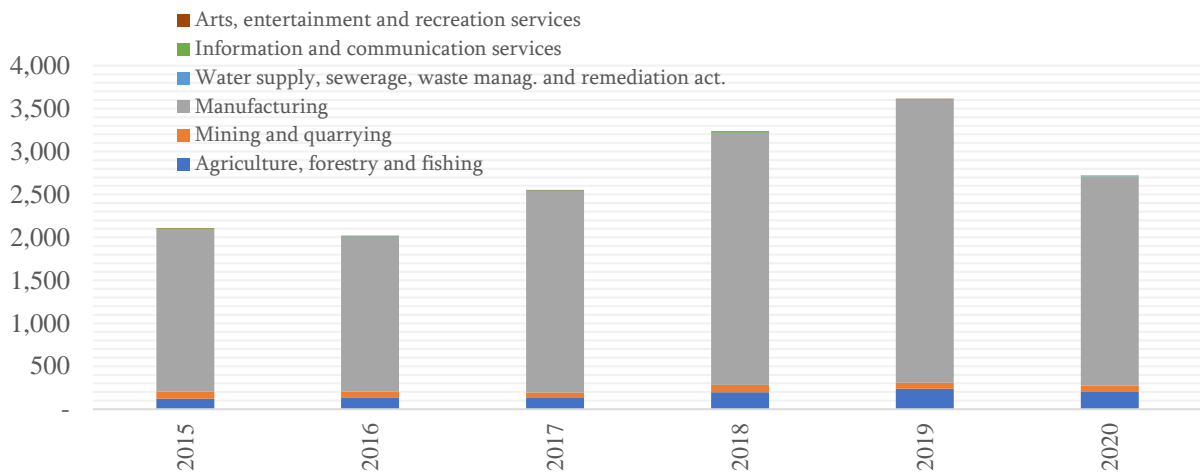 Arts, entertainment and recreation services
Information and communication services
Water supply, sewerage, waste manag. and remediation act.
Manufacturing
Mining and quarrying
Agriculture, forestry and fishing
4,000
3,500
3,000
2,500
2,000
1,500
1,000
500
-
2015
2016
2017
2018
2019
2020